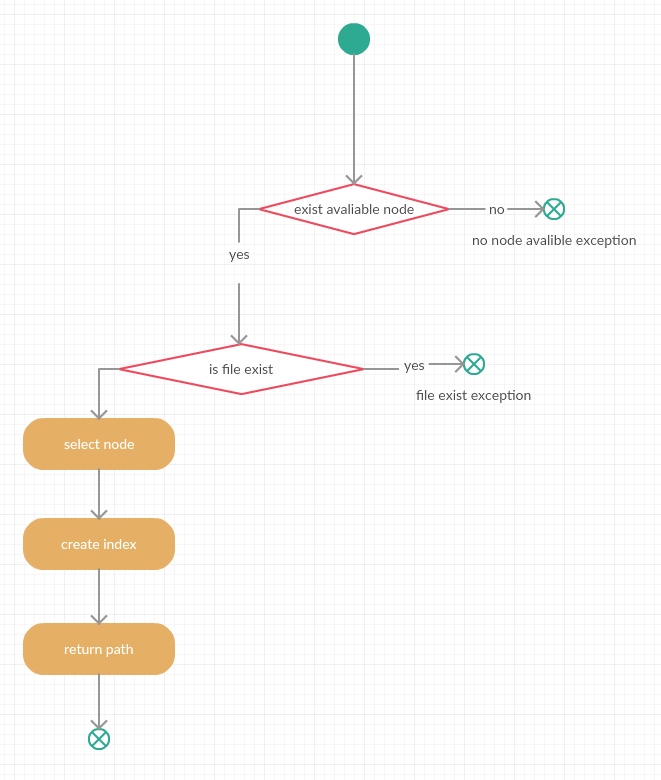 exist avaliable node
no
no node avalible exception
yes
is file exist
yes
file exist exception
select node
create index
return path